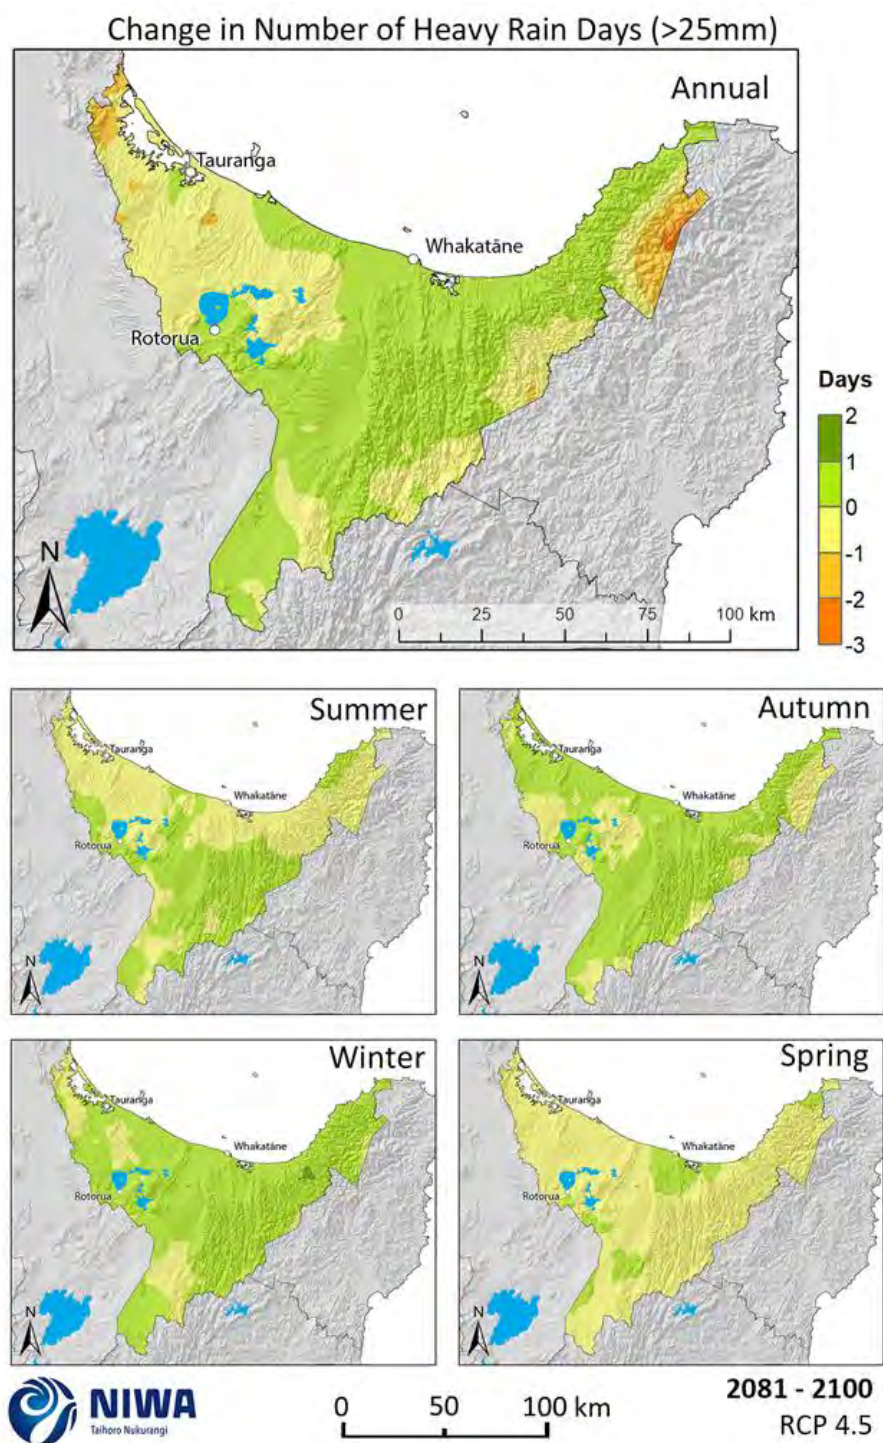 Change in Number of Heavy Rain Days (>25mm)
Annual
Tauranga
Whakatāne
Rotorua
Days
2
1
0
-1
-2
-3
N
0 25 50 75 100 km
Summer
Tauranga
Whakatāne
Rotorua
N
Autumn
Tauranga
Whakatāne
Rotorua
N
Winter
Tauranga
Whakatāne
Rotorua
N
Spring
Tauranga
Whakatāne
Rotorua
N
NIWA
Taihoro Nukurangi
0 50 100 km
2081 - 2100
RCP 4.5